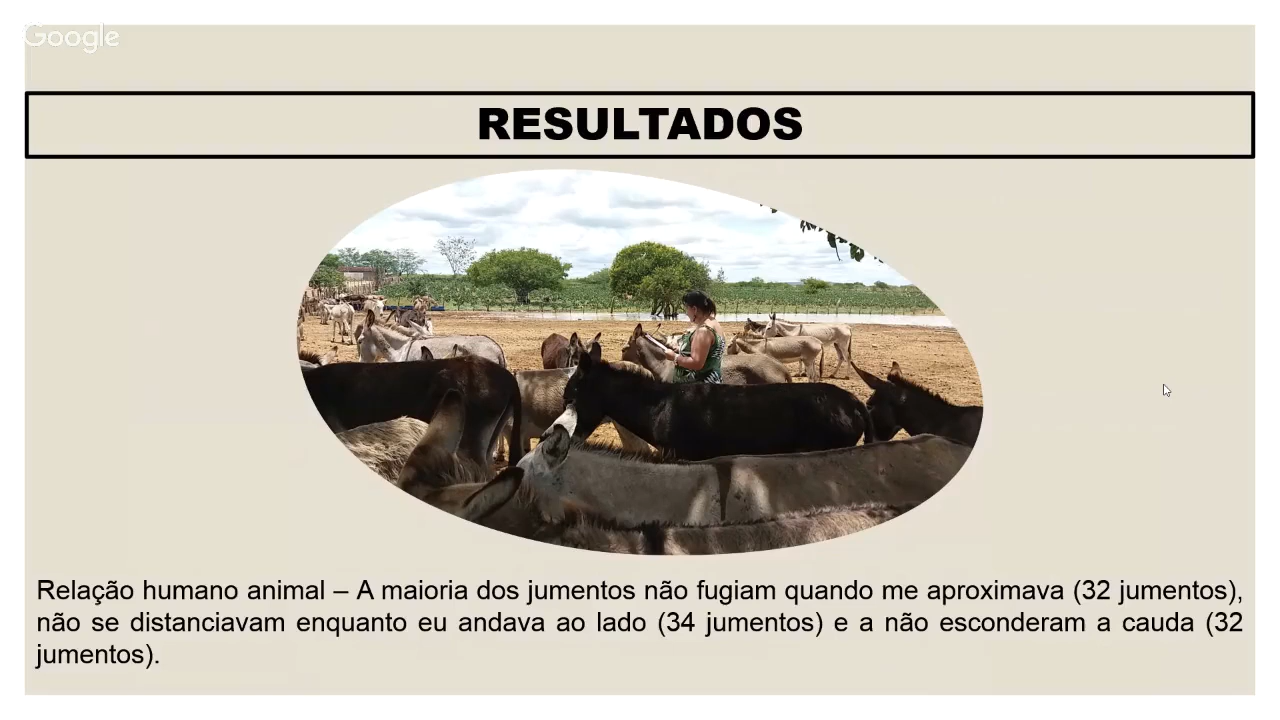 Google
RESULTADOS
Relação humano animal – A maioria dos jumentos não fugiam quando me aproximava (32 jumentos),
não se distanciavam enquanto eu andava ao lado (34 jumentos) e a não esconderam a cauda (32
jumentos).